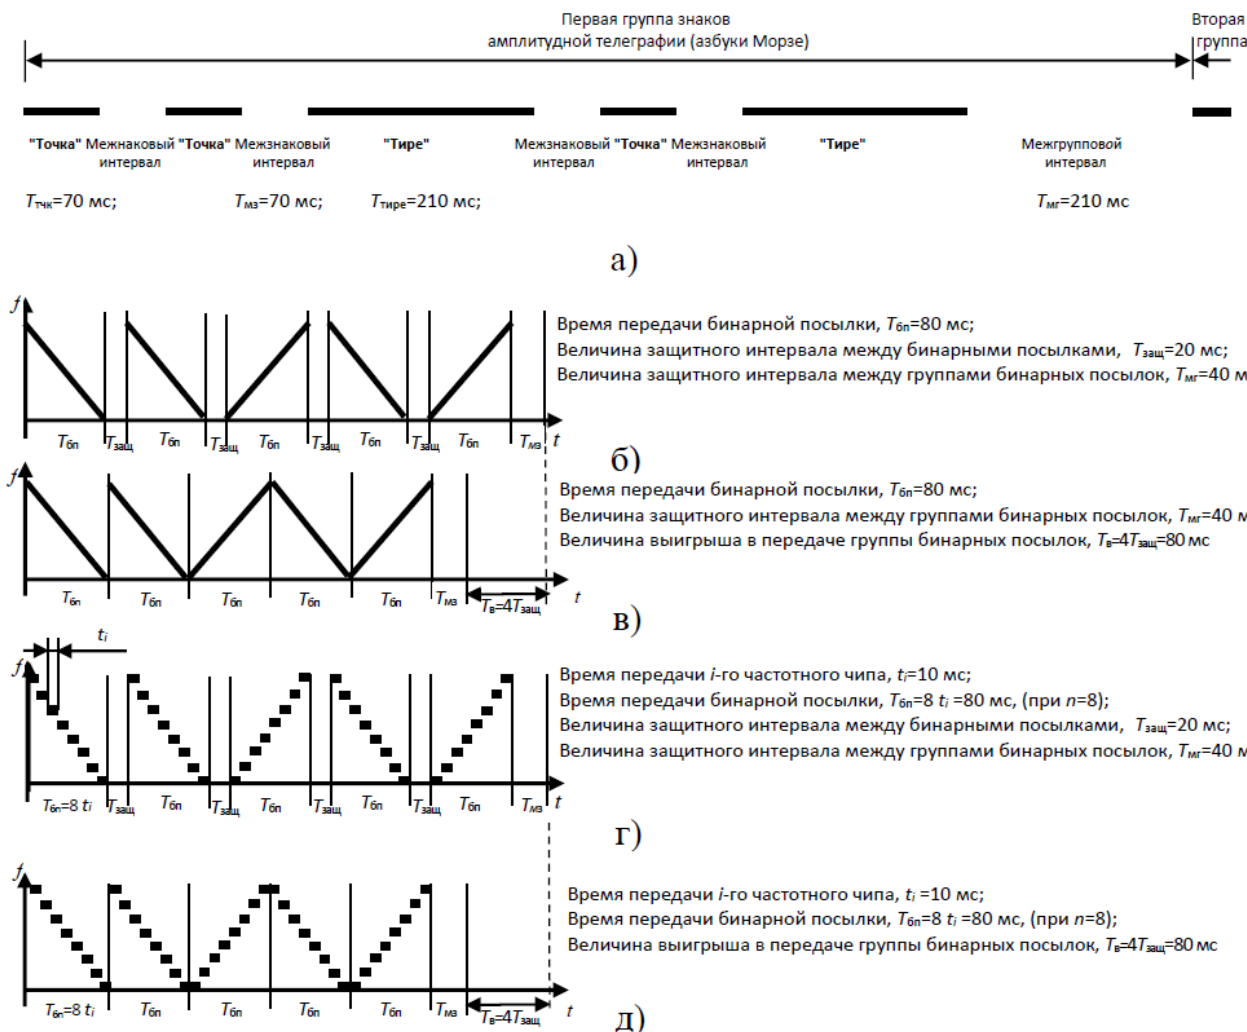 Первая группа знаков
амплитудной телеграфии (азбуки Морзе)
Вторая
группа
"Точка" Межнаковый интервал "Точка" Межзнаковый интервал "Тире" Межзнаковый интервал "Точка" Межзнаковый интервал "Тире" Межгрупповой интервал
Tтчк=70 мс; Tмз=70 мс; Tтире=210 мс; Tмг=210 мс
а)
f
Время передачи бинарной посылки, Tбп=80 мс;
Величина защитного интервала между бинарными посылками, Tзащ=20 мс;
Величина защитного интервала между группами бинарных посылок, Tмг=40 м
Tбп Tзащ Tбп Tзащ Tбп Tзащ Tбп Tзащ Tбп Tмз t
б)
f
Время передачи бинарной посылки, Tбп=80 мс;
Величина защитного интервала между группами бинарных посылок, Tмг=40 м
Величина выигрыша в передаче группы бинарных посылок, Tв=4Tзащ=80 мс
Tбп Tбп Tбп Tбп Tбп Tмз Tв=4Tзащ t
в)
ti
f
Время передачи i-го частотного чипа, ti=10 мс;
Время передачи бинарной посылки, Tбп=8 ti =80 мс, (при n=8);
Величина защитного интервала между бинарными посылками, Tзащ=20 мс;
Величина защитного интервала между группами бинарных посылок, Tмг=40 м
Tбп=8 ti Tзащ Tбп Tзащ Tбп Tзащ Tбп Tзащ Tбп Tмз t
г)
f
Время передачи i-го частотного чипа, ti =10 мс;
Время передачи бинарной посылки, Tбп=8 ti =80 мс, (при n=8);
Величина выигрыша в передаче группы бинарных посылок, Tв=4Tзащ=80 мс
Tбп=8 ti Tбп Tбп Tбп Tбп Tмз Tв=4Tзащ t
д)